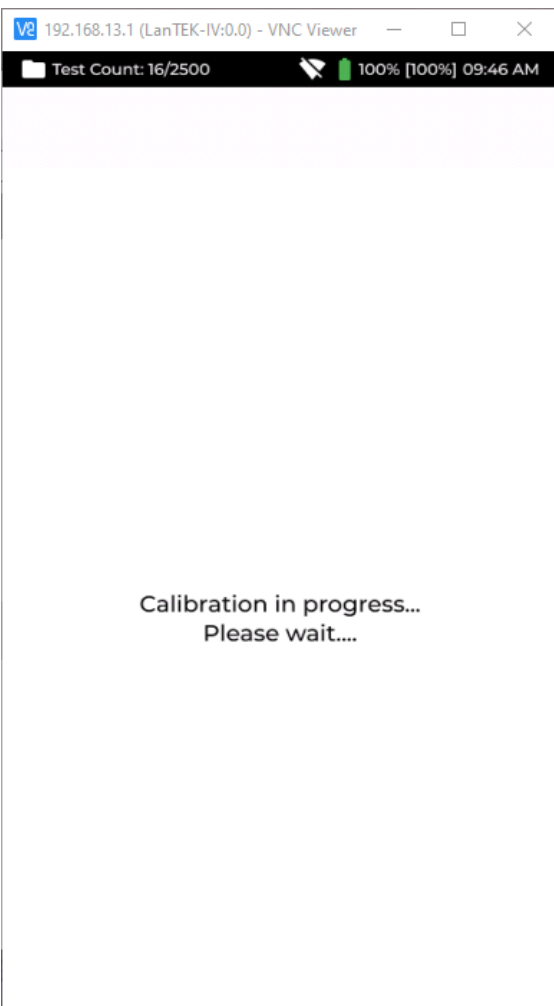 192.168.13.1 (LanTEK-IV:0.0) - VNC Viewer
Test Count: 16/2500 100% [100%] 09:46 AM
Calibration in progress...
Please wait....